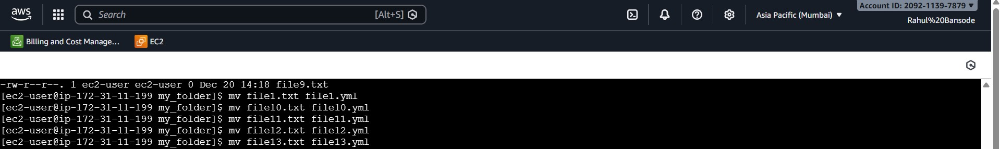 aws
Search [Alt+S]
Asia Pacific (Mumbai) ▼
Account ID: 2092-1139-7879 ▼
Rahul%20Bansode
Billing and Cost Manage...
EC2
-rw-r--r--. 1 ec2-user ec2-user 0 Dec 20 14:18 file9.txt
[ec2-user@ip-172-31-11-199 my_folder]$ mv file1.txt file1.yml
[ec2-user@ip-172-31-11-199 my_folder]$ mv file10.txt file10.yml
[ec2-user@ip-172-31-11-199 my_folder]$ mv file11.txt file11.yml
[ec2-user@ip-172-31-11-199 my_folder]$ mv file12.txt file12.yml
[ec2-user@ip-172-31-11-199 my_folder]$ mv file13.txt file13.yml